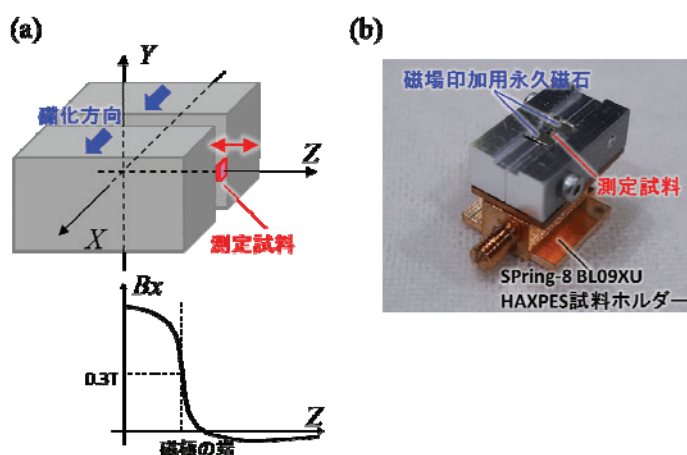 (a)
Y
磁化方向
Z
X
測定試料
Bx
0.3T
Z
磁極の端
(b)
磁場印加用永久磁石
測定試料
SPring-8 BL09XU
HAXPES試料ホルダー